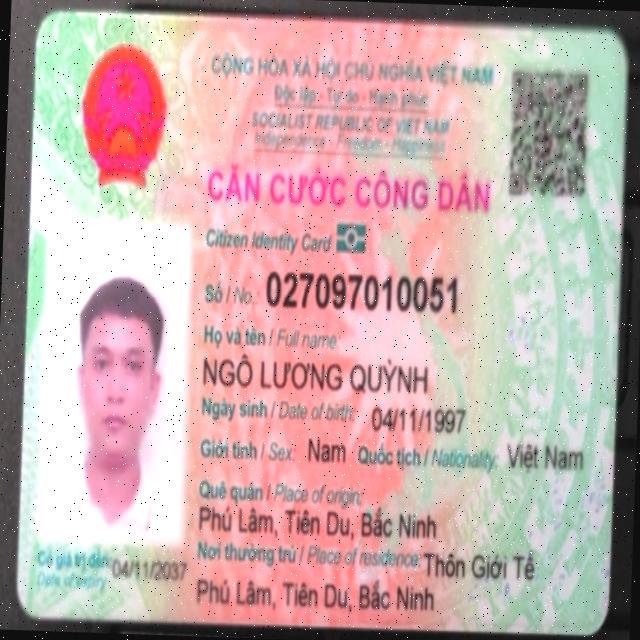 CỘNG HÒA XÃ HỘI CHỦ NGHĨA VIỆT NAM
Độc lập - Tự do - Hạnh phúc
SOCIALIST REPUBLIC OF VIET NAM
Independence - Freedom - Happiness
CĂN CƯỚC CÔNG DÂN
Citizen Identity Card
Số / No. 027097010051
Họ và tên / Full name:
NGÔ LƯƠNG QUỲNH
Ngày sinh / Date of birth: 04/11/1997
Giới tính / Sex: Nam Quốc tịch / Nationality: Việt Nam
Quê quán / Place of origin:
Phú Lâm, Tiên Du, Bắc Ninh
Nơi thường trú / Place of residence: Thôn Giới Tế
Phú Lâm, Tiên Du, Bắc Ninh
Có giá trị đến: 04/11/2037
Date of expiry